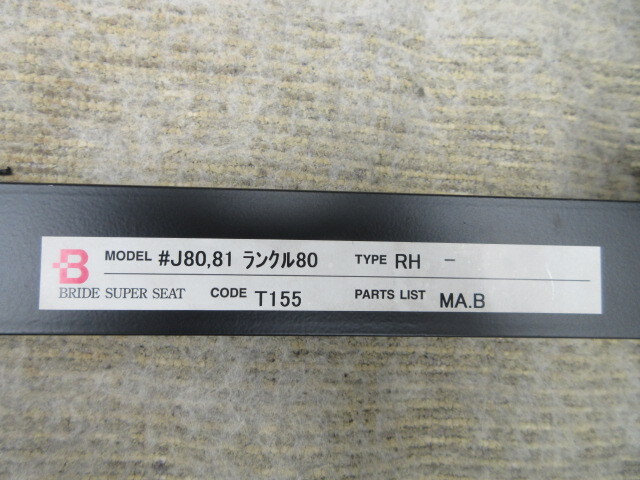 B MODEL #J80,81 ﾗﾝｸﾙ80 TYPE RH -
BRIDE SUPER SEAT CODE T155 PARTS LIST MA.B